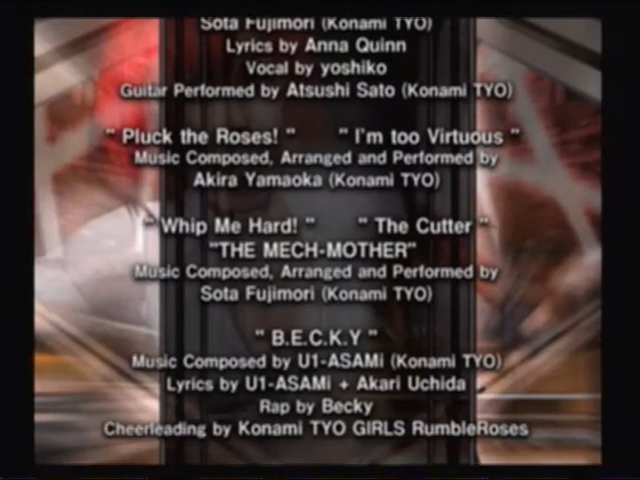 Sota Fujimori (Konami TYO)
Lyrics by Anna Quinn
Vocal by yoshiko
Guitar Performed by Atsushi Sato (Konami TYO)
" Pluck the Roses! " " I'm too Virtuous "
Music Composed, Arranged and Performed by
Akira Yamaoka (Konami TYO)
" Whip Me Hard! " " The Cutter "
"THE MECH-MOTHER"
Music Composed, Arranged and Performed by
Sota Fujimori (Konami TYO)
" B.E.C.K.Y "
Music Composed by U1-ASAMi (Konami TYO)
Lyrics by U1-ASAMi + Akari Uchida
Rap by Becky
Cheerleading by Konami TYO GIRLS RumbleRoses